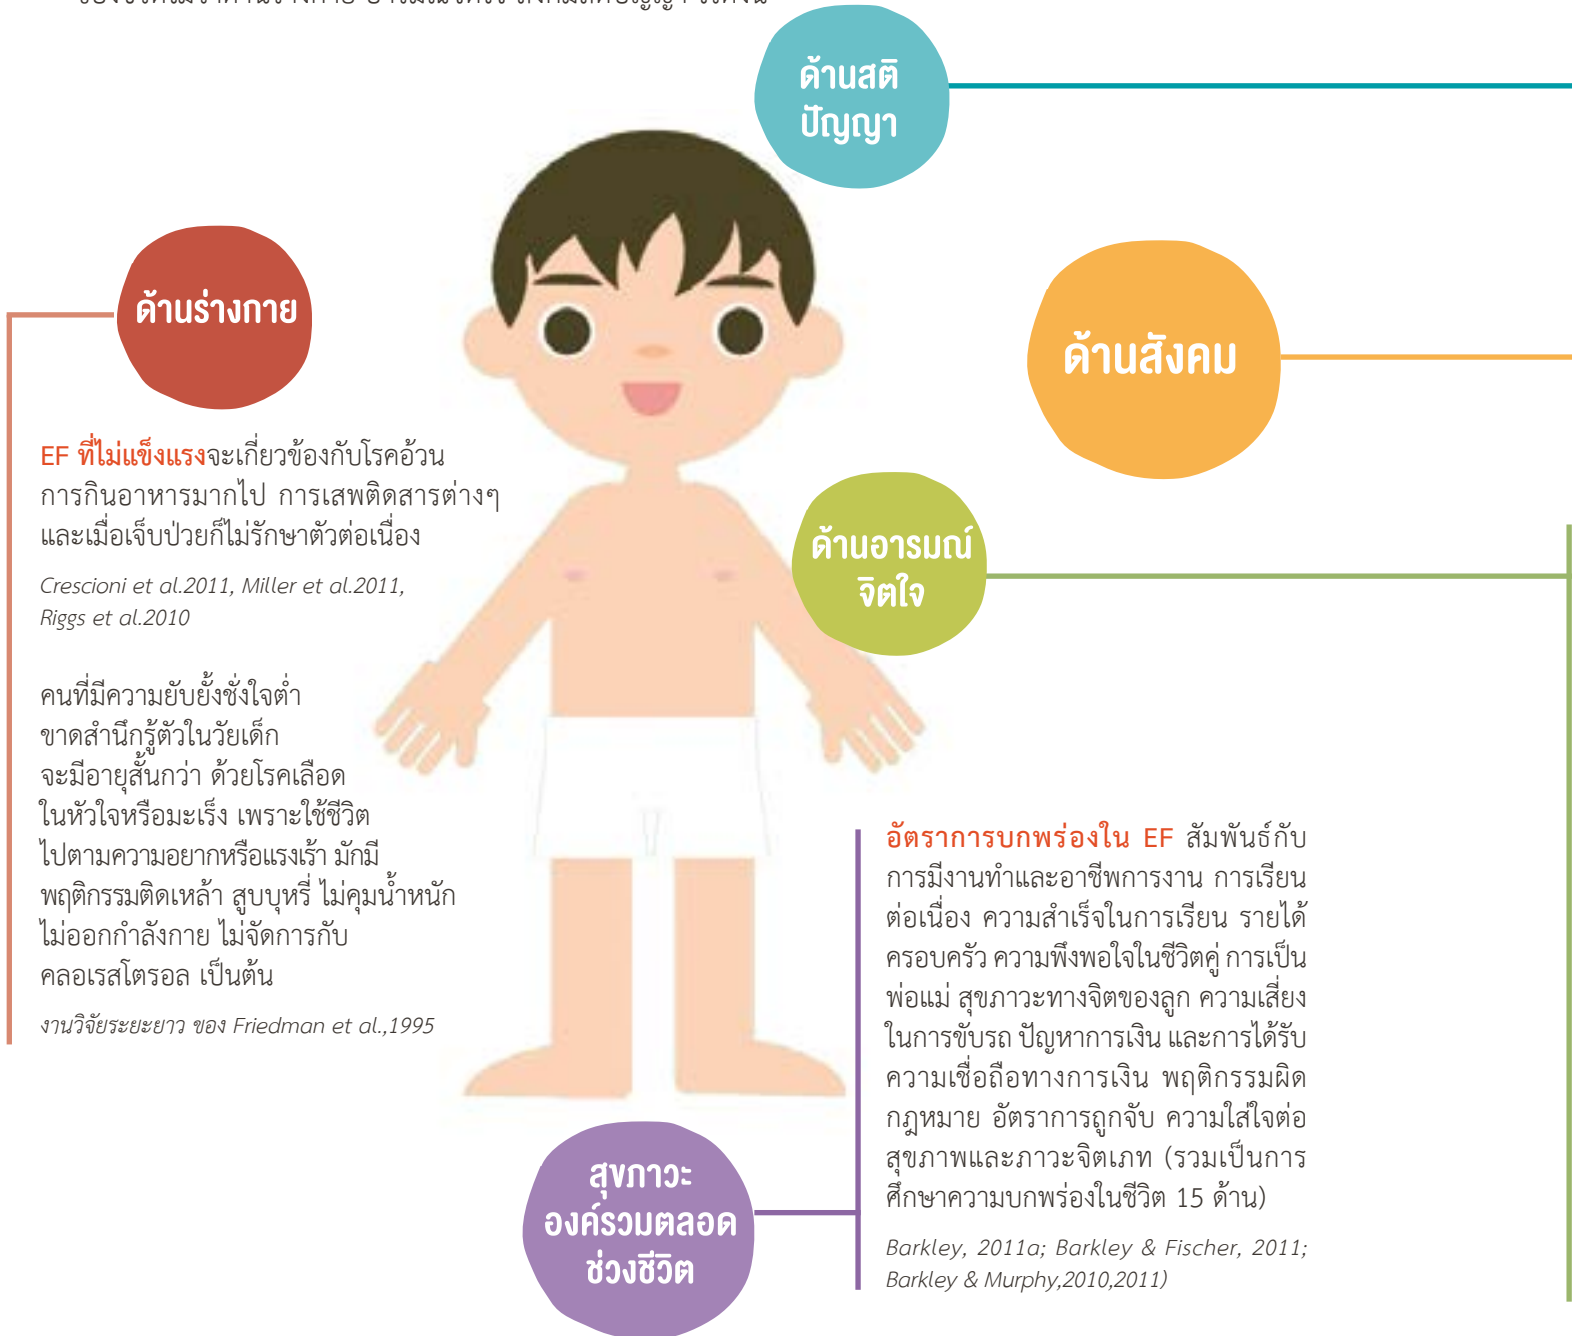 ด้านสติ
ปัญญา
ด้านร่างกาย
ด้านสังคม
EF ที่ไม่แข็งแรงจะเกี่ยวข้องกับโรคอ้วน
การกินอาหารมากไป การเสพติดสารต่างๆ
และเมื่อเจ็บป่วยก็ไม่รักษาตัวต่อเนื่อง
Crescioni et al.2011, Miller et al.2011,
Riggs et al.2010
ด้านอารมณ์
จิตใจ
คนที่มีความยับยั้งชั่งใจต่ำ
ขาดสำนึกรู้ตัวในวัยเด็ก
จะมีอายุสั้นกว่า ด้วยโรคเลือด
ในหัวใจหรือมะเร็ง เพราะใช้ชีวิต
ไปตามความอยากหรือแรงเร้า มักมี
พฤติกรรมติดเหล้า สูบบุหรี่ ไม่คุมน้ำหนัก
ไม่ออกกำลังกาย ไม่จัดการกับ
คลอเรสโตรอล เป็นต้น
งานวิจัยระยะยาว ของ Friedman et al.,1995
อัตราการบกพร่องใน EF สัมพันธ์กับ
การมีงานทำและอาชีพการงาน การเรียน
ต่อเนื่อง ความสำเร็จในการเรียน รายได้
ครอบครัว ความพึงพอใจในชีวิตคู่ การเป็น
พ่อแม่ สุขภาวะทางจิตของลูก ความเสี่ยง
ในการขับรถ ปัญหาการเงิน และการได้รับ
ความเชื่อถือทางการเงิน พฤติกรรมผิด
กฎหมาย อัตราการถูกจับ ความใส่ใจต่อ
สุขภาพและภาวะจิตเภท (รวมเป็นการ
ศึกษาความบกพร่องในชีวิต 15 ด้าน)
Barkley, 2011a; Barkley & Fischer, 2011;
Barkley & Murphy,2010,2011)
สุขภาวะ
องค์รวมตลอด
ช่วงชีวิต